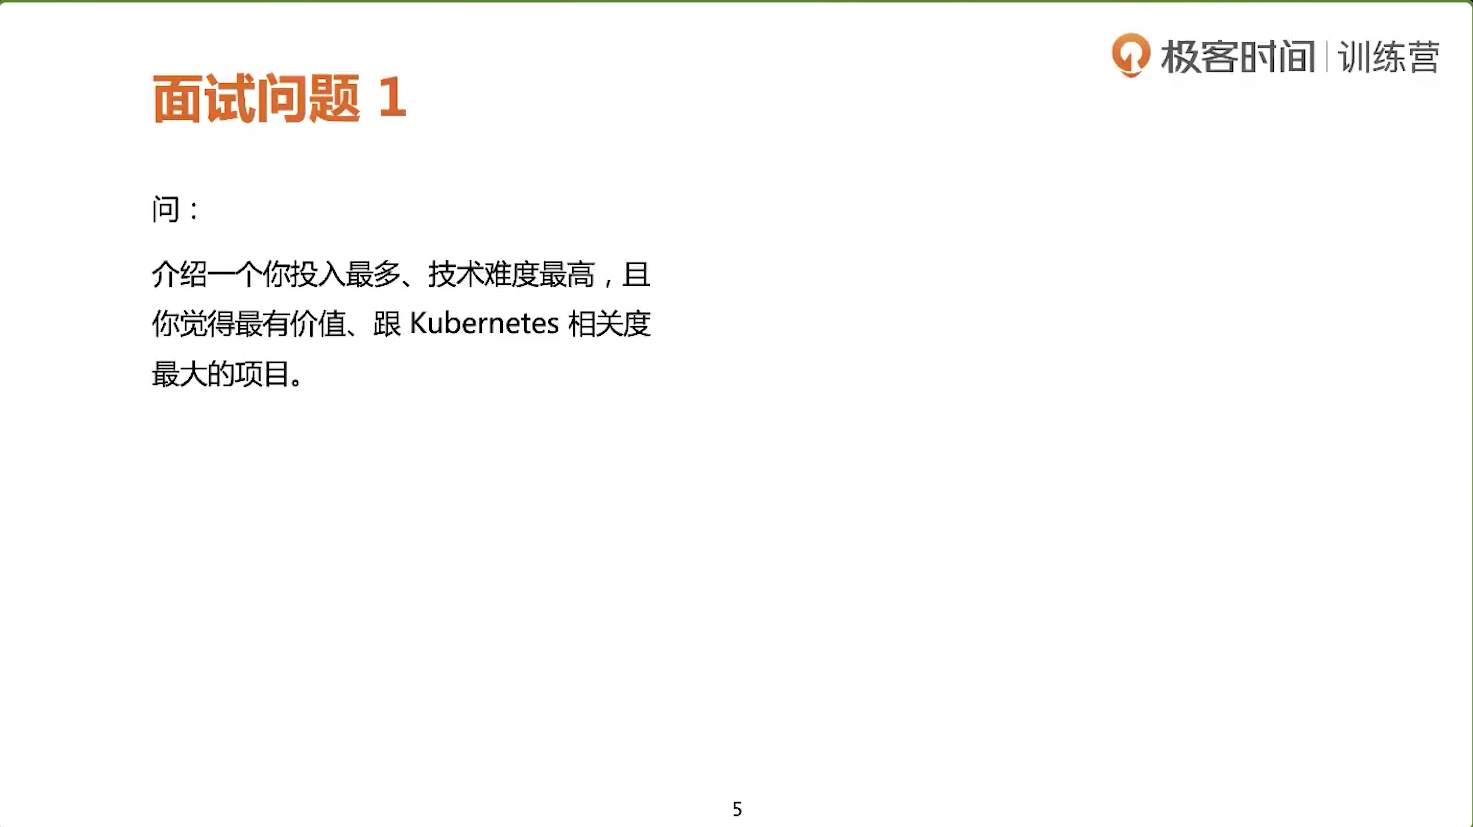 极客时间 | 训练营
面试问题 1
问：
介绍一个你投入最多、技术难度最高，且
你觉得最有价值、跟 Kubernetes 相关度
最大的项目。
5